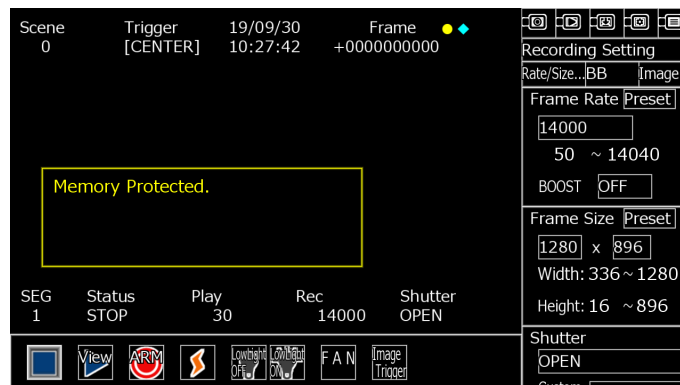 Scene Trigger 19/09/30 Frame
0 [CENTER] 10:27:42 +0000000000
Memory Protected.
SEG Status Play Rec Shutter
1 STOP 30 14000 OPEN
View ARM Lowlight OFF Lowlight ON FAN Image Trigger
Recording Setting
Rate/Size... BB Image
Frame Rate Preset
14000
50 ~ 14040
BOOST OFF
Frame Size Preset
1280 x 896
Width: 336 ~ 1280
Height: 16 ~ 896
Shutter
OPEN